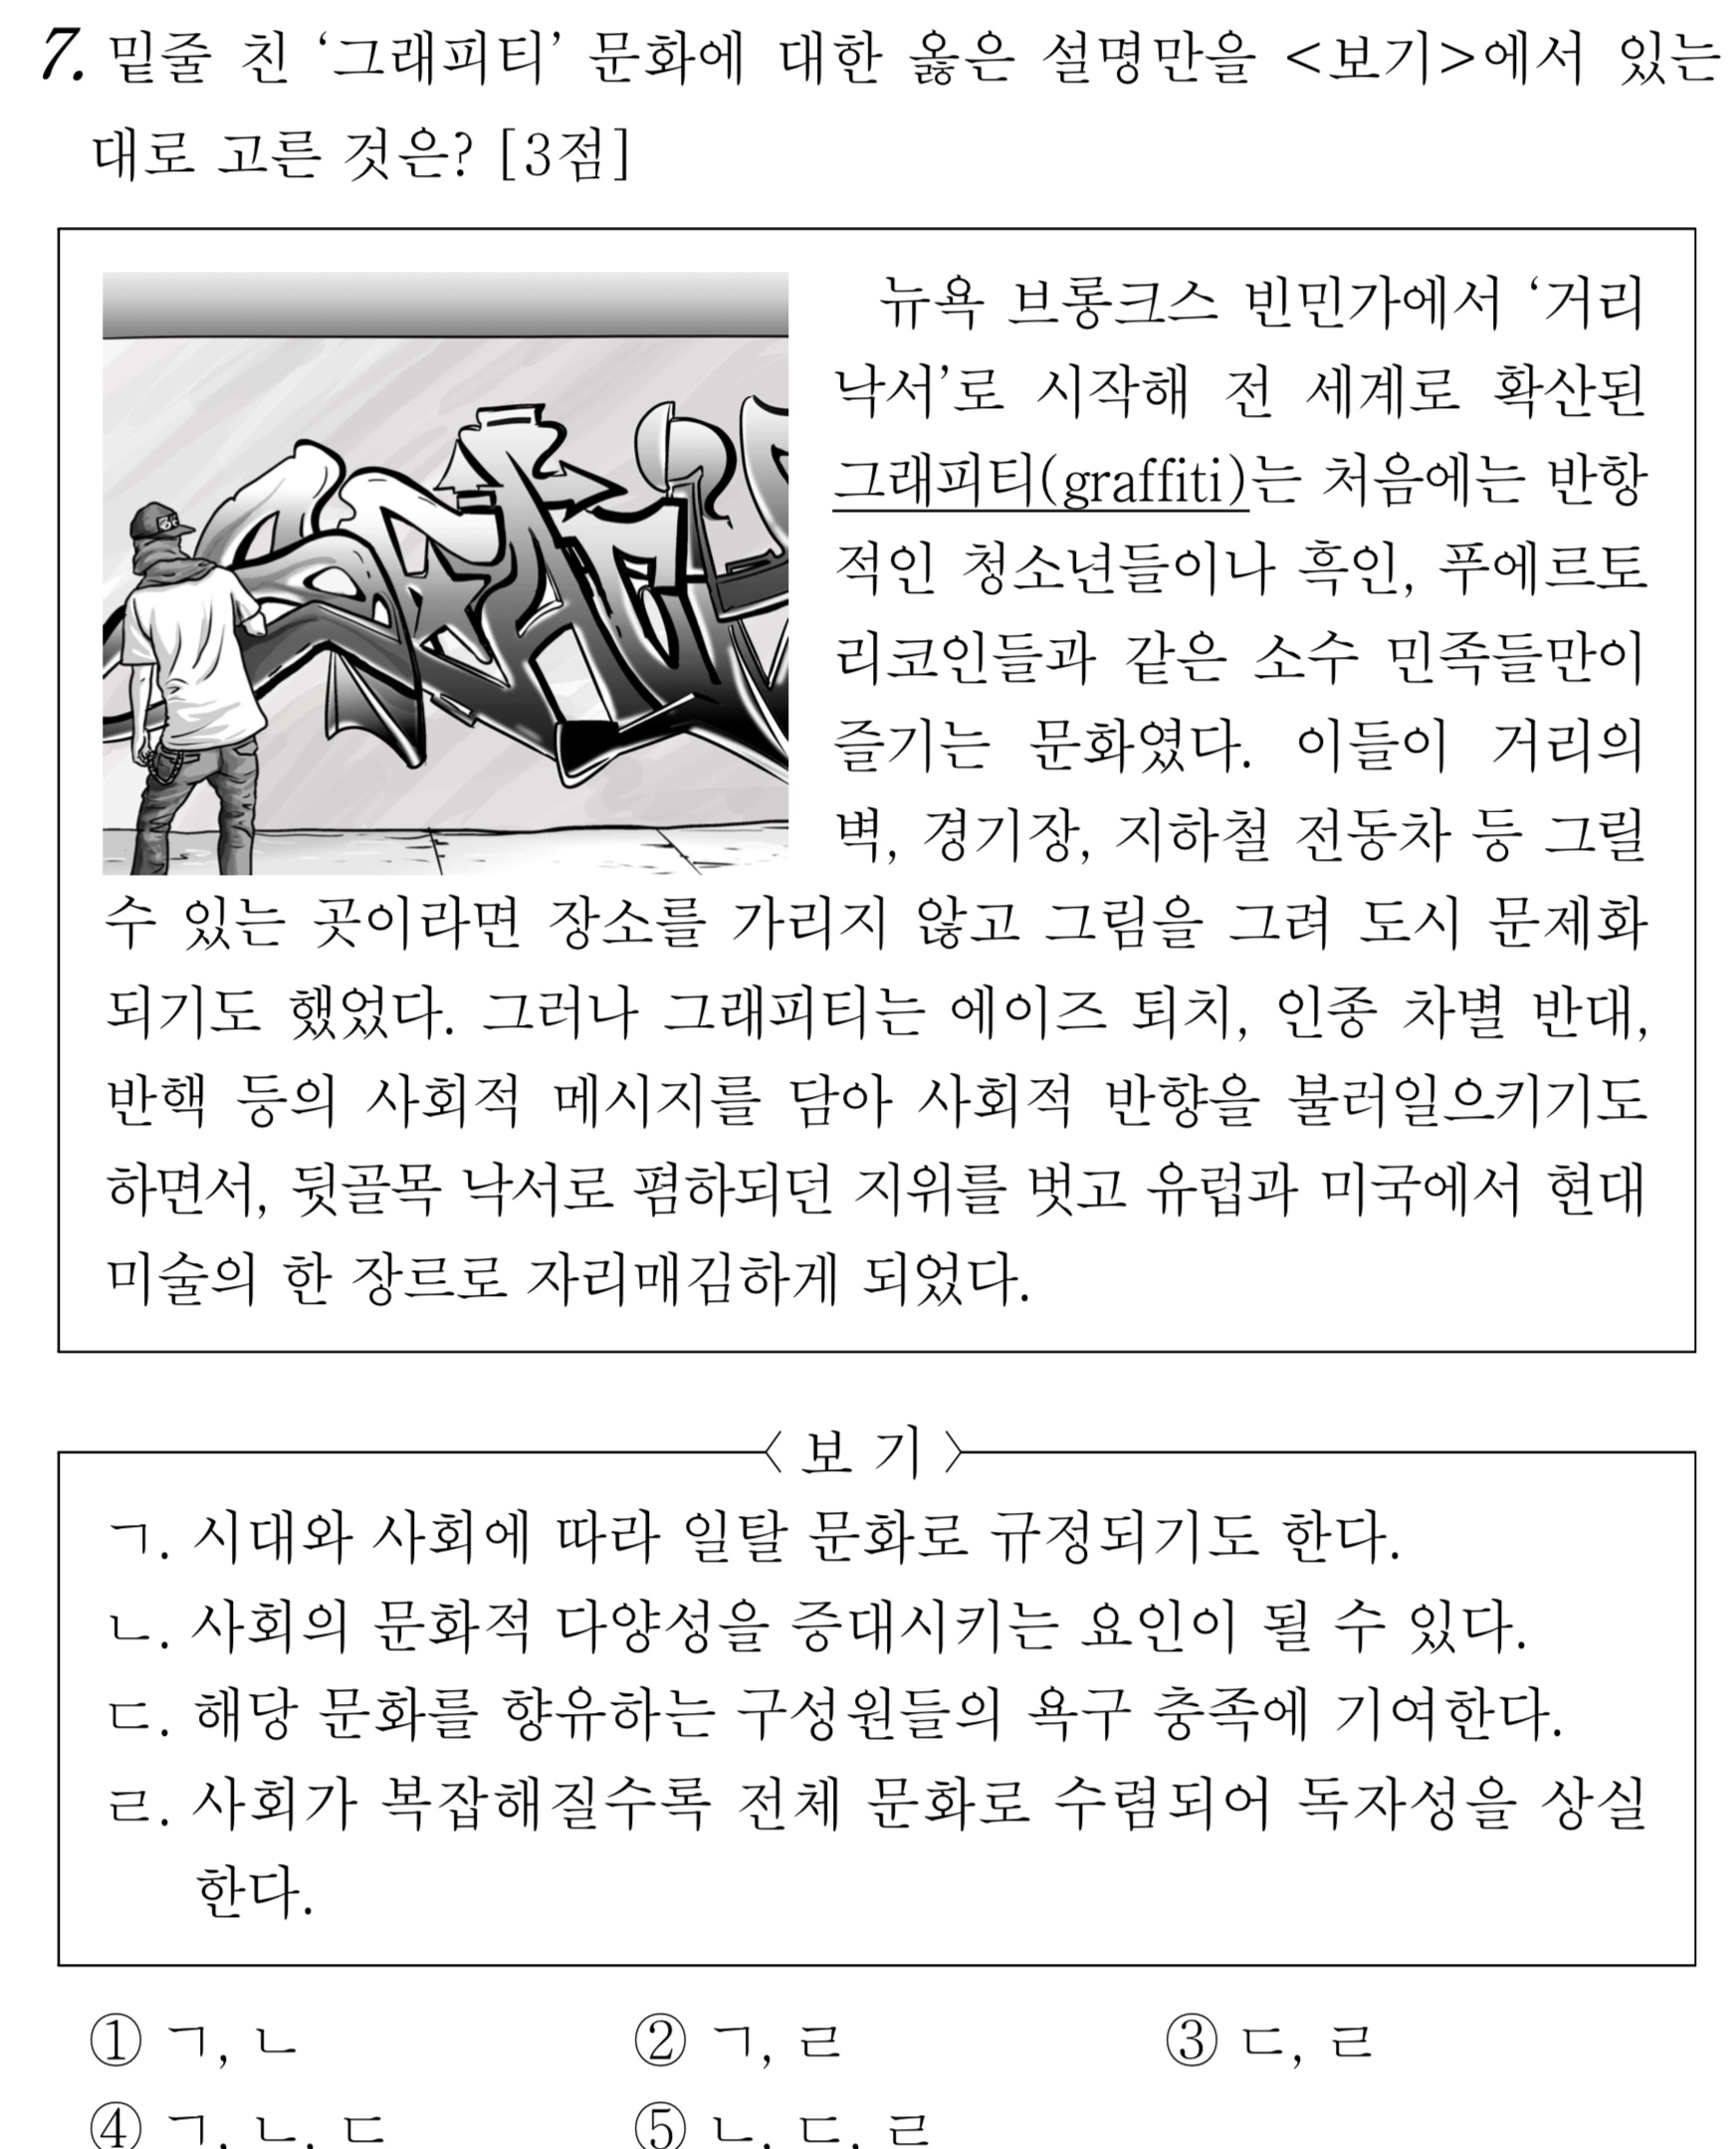 7. 밑줄 친 ‘그래피티’ 문화에 대한 옳은 설명만을 <보기>에서 있는
대로 고른 것은? [3점]
뉴욕 브롱크스 빈민가에서 ‘거리
낙서’로 시작해 전 세계로 확산된
그래피티(graffiti)는 처음에는 반항
적인 청소년들이나 흑인, 푸에르토
리코인들과 같은 소수 민족들만이
즐기는 문화였다. 이들이 거리의
벽, 경기장, 지하철 전동차 등 그릴
수 있는 곳이라면 장소를 가리지 않고 그림을 그려 도시 문제화
되기도 했었다. 그러나 그래피티는 에이즈 퇴치, 인종 차별 반대,
반핵 등의 사회적 메시지를 담아 사회적 반향을 불러일으키기도
하면서, 뒷골목 낙서로 폄하되던 지위를 벗고 유럽과 미국에서 현대
미술의 한 장르로 자리매김하게 되었다.
〈 보 기 〉
ㄱ. 시대와 사회에 따라 일탈 문화로 규정되기도 한다.
ㄴ. 사회의 문화적 다양성을 증대시키는 요인이 될 수 있다.
ㄷ. 해당 문화를 향유하는 구성원들의 욕구 충족에 기여한다.
ㄹ. 사회가 복잡해질수록 전체 문화로 수렴되어 독자성을 상실
한다.
① ㄱ, ㄴ ② ㄱ, ㄹ ③ ㄷ, ㄹ
④ ㄱ, ㄴ, ㄷ ⑤ ㄴ, ㄷ, ㄹ